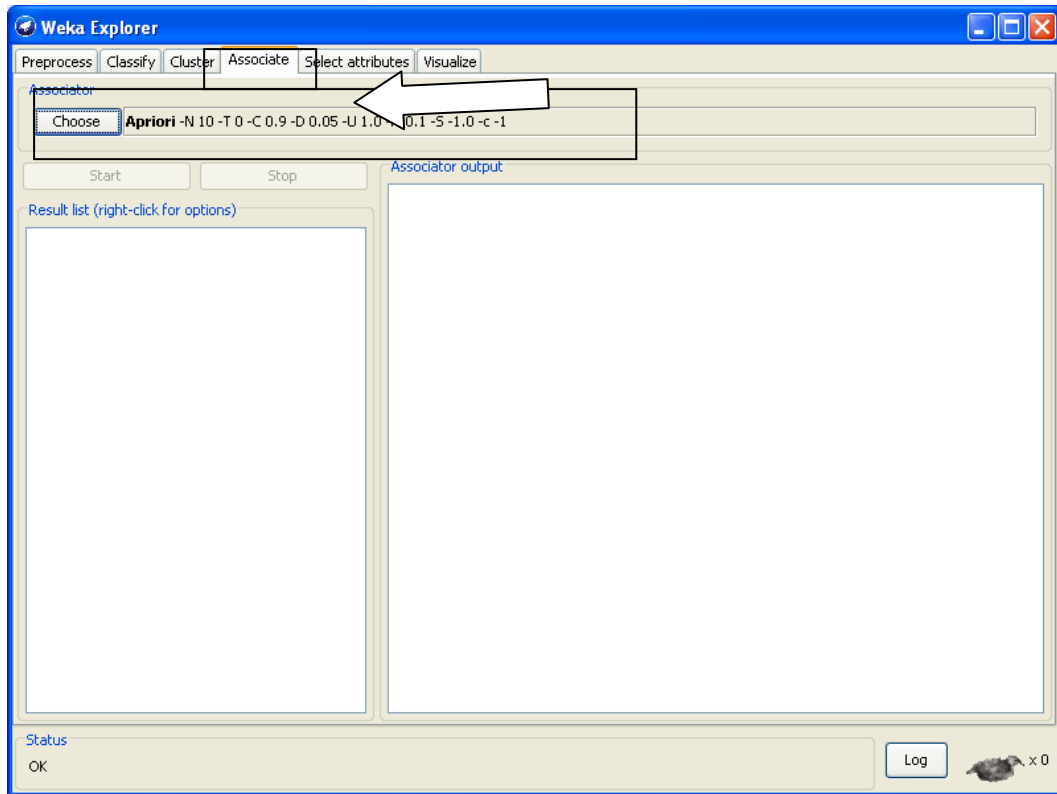 Weka Explorer
Preprocess Classify Cluster Associate Select attributes Visualize
Associator
Choose Apriori -N 10 -T 0 -C 0.9 -D 0.05 -U 1.0 0.1 -S -1.0 -c -1
Start Stop
Associator output
Result list (right-click for options)
Status
OK
Log
x 0